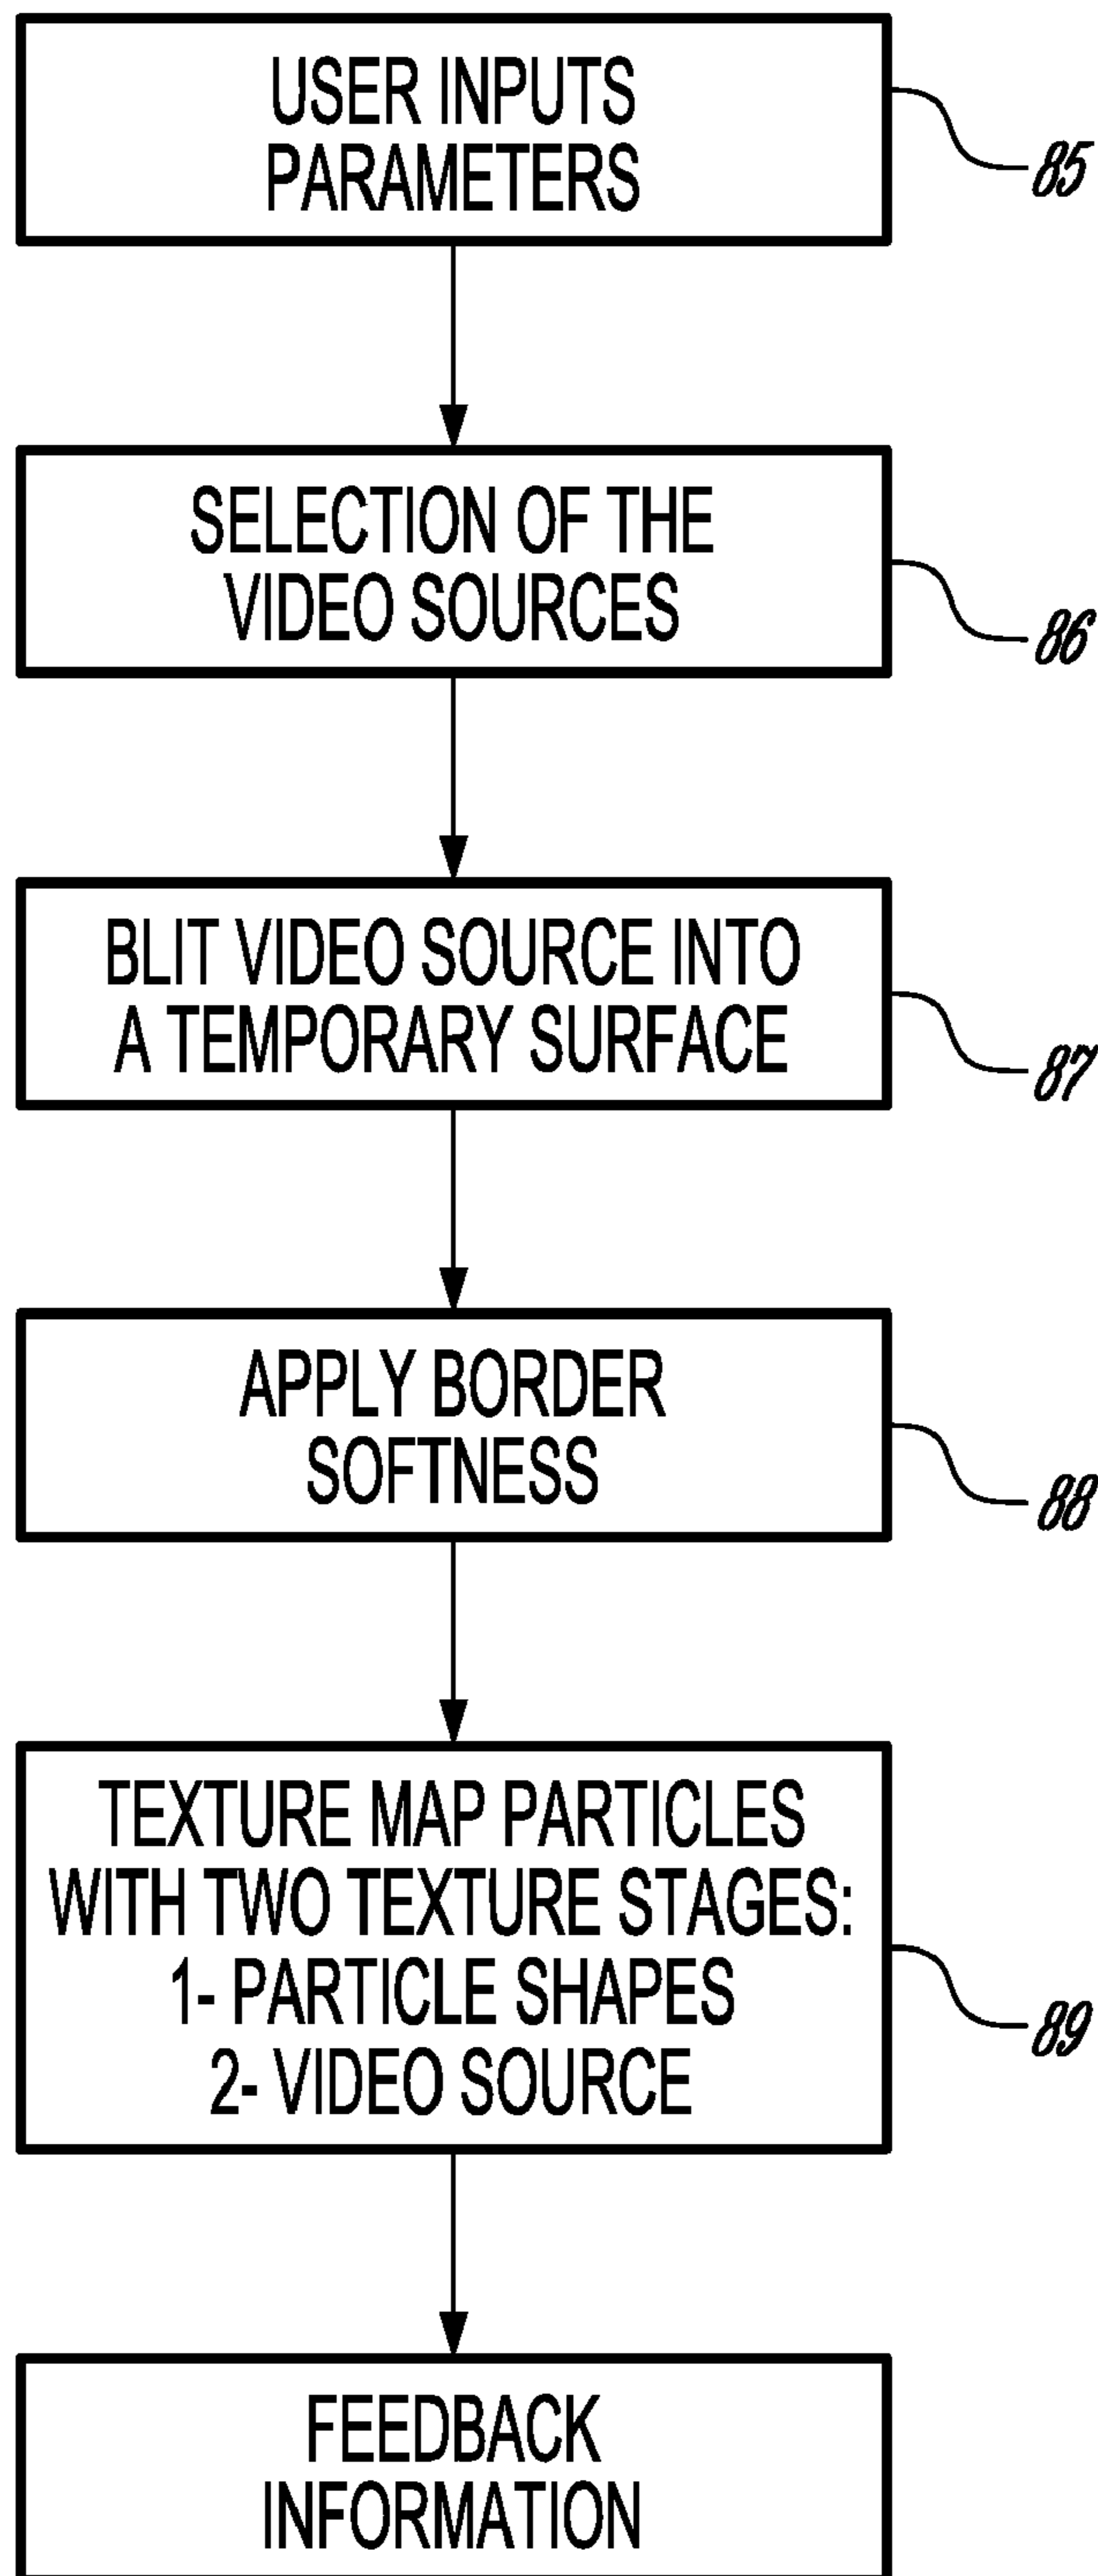 USER INPUTS
PARAMETERS
85
SELECTION OF THE
VIDEO SOURCES
86
BLIT VIDEO SOURCE INTO
A TEMPORARY SURFACE
87
APPLY BORDER
SOFTNESS
88
TEXTURE MAP PARTICLES
WITH TWO TEXTURE STAGES:
1- PARTICLE SHAPES
2- VIDEO SOURCE
89
FEEDBACK
INFORMATION